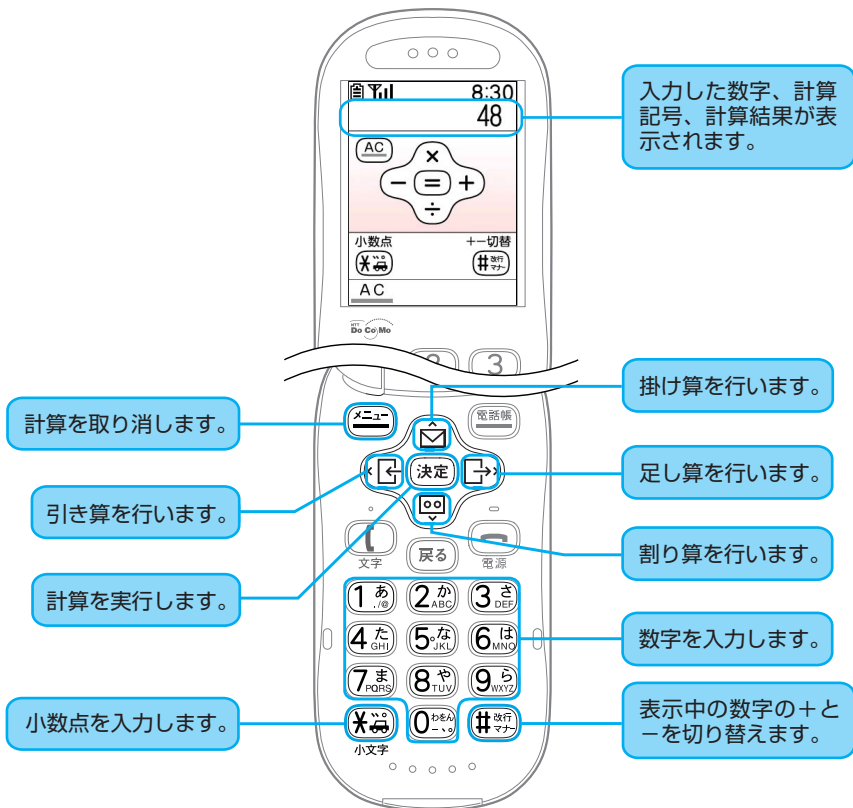 8:30
48
AC
×
− = +
÷
小数点
+−切替
* 
# 改行 マナー
AC
NTT
DoCoMo
2
3
入力した数字、計算
記号、計算結果が表
示されます。
メニュー
電話帳
決定
文字
戻る
電源
1 あ ./@
2 か ABC
3 さ DEF
4 た GHI
5 な JKL
6 は MNO
7 ま PQRS
8 や TUV
9 ら WXYZ
*
0 わをん ー、。
# 改行 マナー
小文字
計算を取り消します。
引き算を行います。
計算を実行します。
小数点を入力します。
掛け算を行います。
足し算を行います。
割り算を行います。
数字を入力します。
表示中の数字の+と
−を切り替えます。